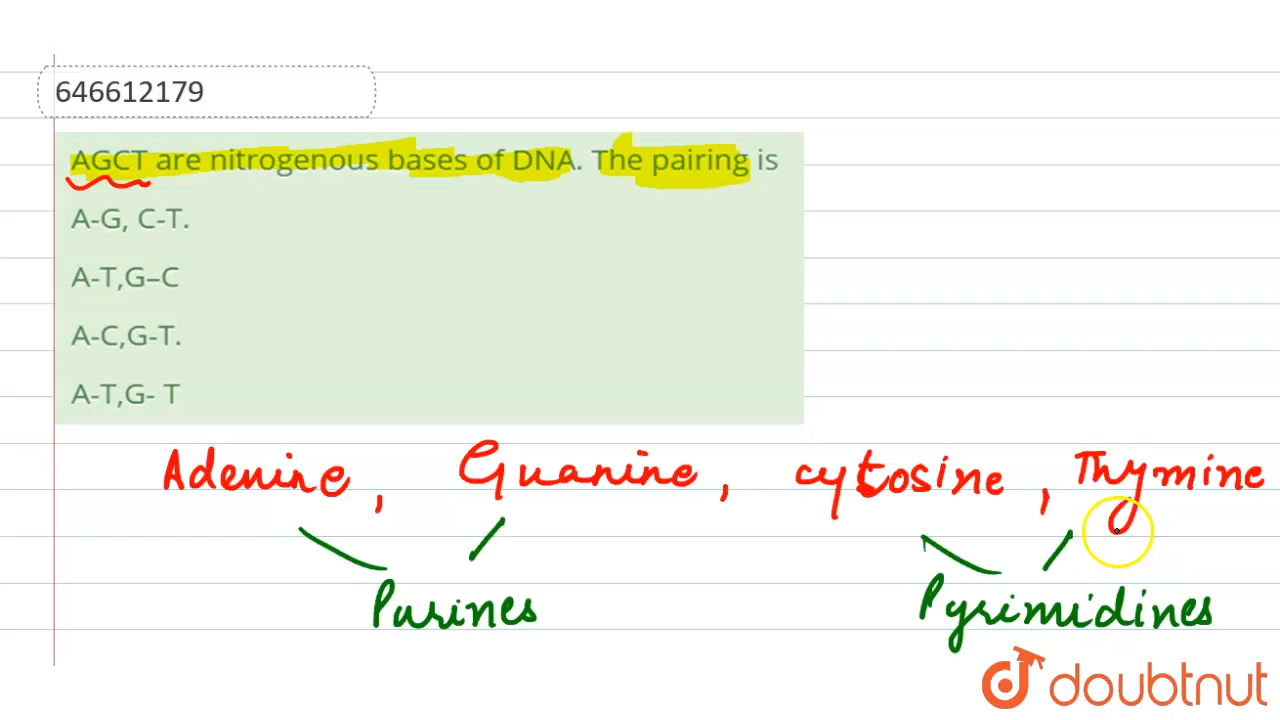 646612179
AGCT are nitrogenous bases of DNA. The pairing is
A-G, C-T.
A-T,G–C
A-C,G-T.
A-T,G- T
Adenine, Guanine, cytosine, Thymine
Purines Pyrimidines
doubtnut